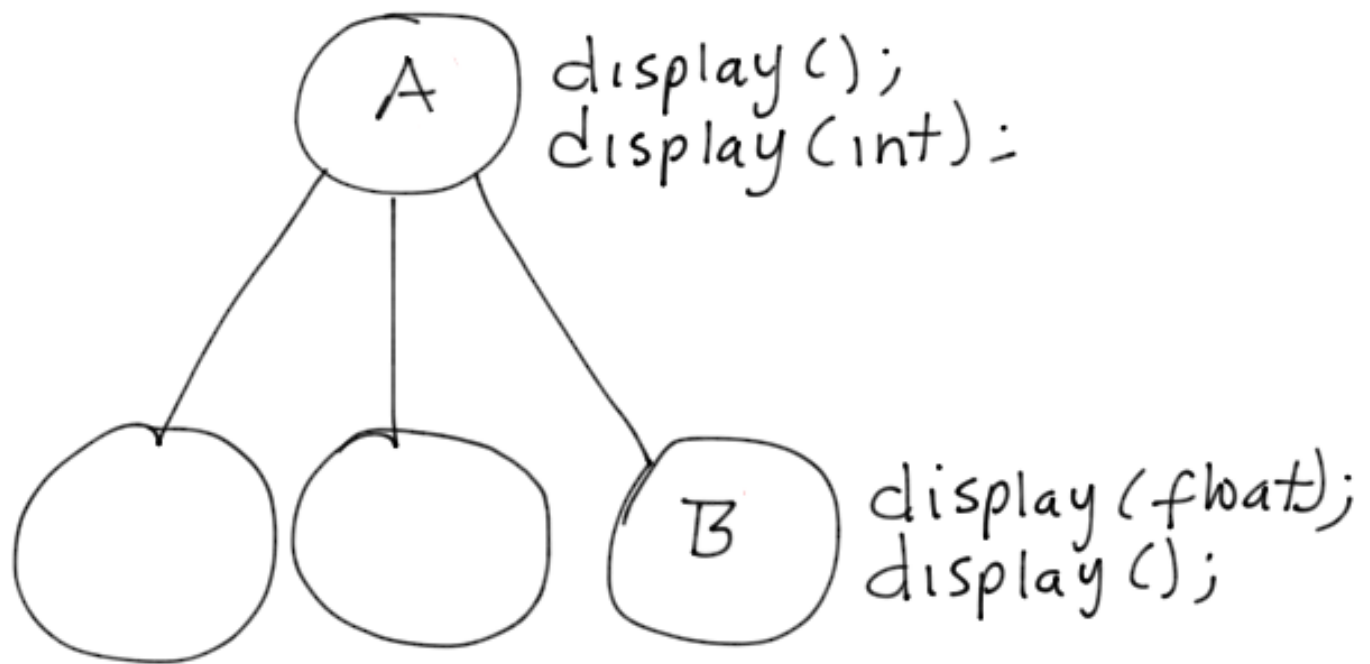 A
display();
display(int):
B
display(float);
display();